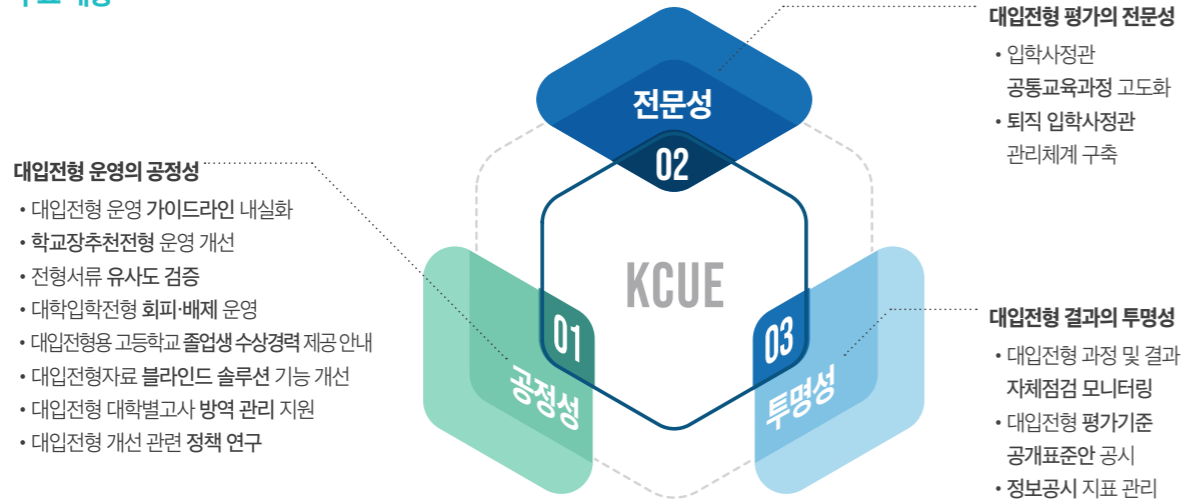 대입전형 평가의 전문성
• 입학사정관
공통교육과정 고도화
• 퇴직 입학사정관
관리체계 구축
전문성
02
대입전형 운영의 공정성
• 대입전형 운영 가이드라인 내실화
• 학교장추천전형 운영 개선
• 전형서류 유사도 검증
• 대학입학전형 회피·배제 운영
• 대입전형용 고등학교 졸업생 수상경력 제공 안내
• 대입전형자료 블라인드 솔루션 기능 개선
• 대입전형 대학별고사 방역 관리 지원
• 대입전형 개선 관련 정책 연구
KCUE
01
공정성
03
투명성
대입전형 결과의 투명성
• 대입전형 과정 및 결과
자체점검 모니터링
• 대입전형 평가기준
공개표준안 공시
• 정보공시 지표 관리